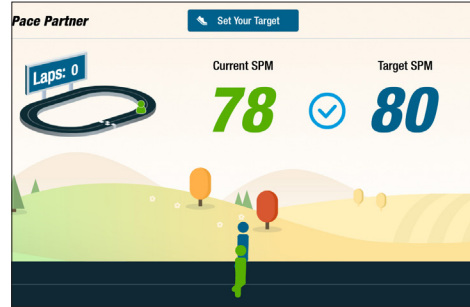 Pace Partner
Set Your Target
Laps: 0
Current SPM
Target SPM
78
80